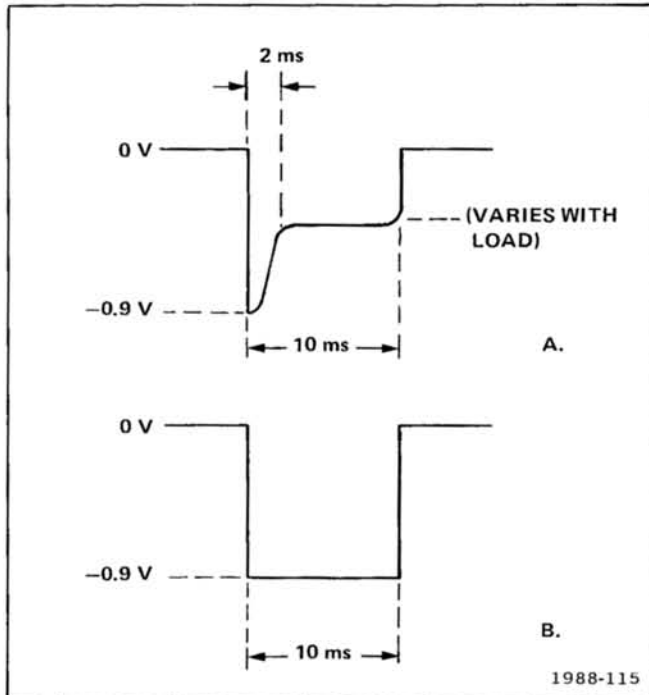 2 ms
0 V
(VARIES WITH
LOAD)
−0.9 V
10 ms
A.
0 V
−0.9 V
B.
10 ms
1988-115